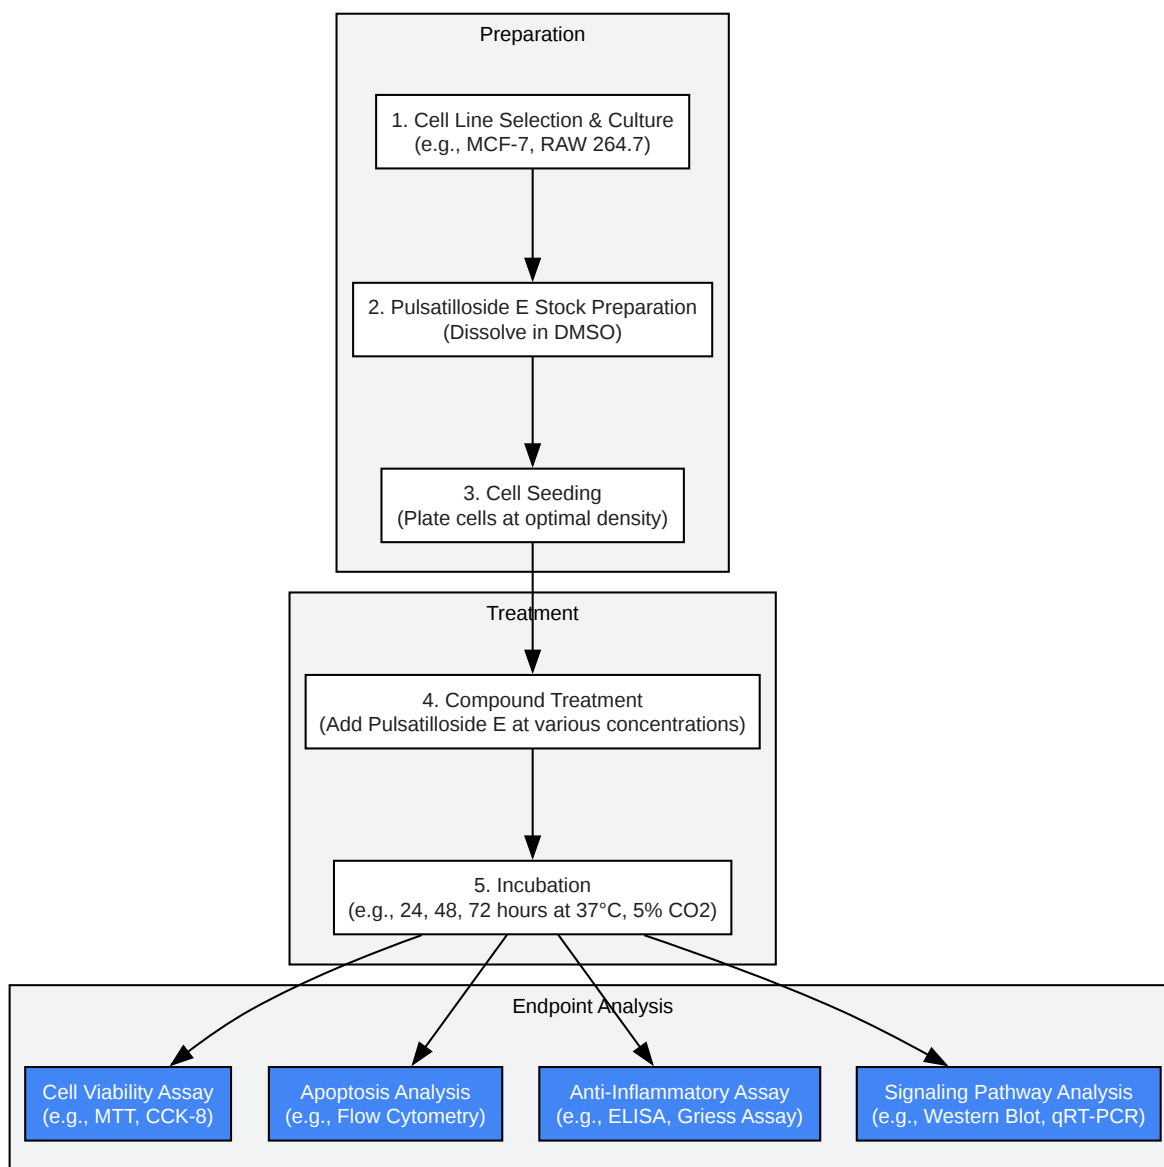 Preparation
1. Cell Line Selection & Culture
(e.g., MCF-7, RAW 264.7)
2. Pulsatilloside E Stock Preparation
(Dissolve in DMSO)
3. Cell Seeding
(Plate cells at optimal density)
Treatment
4. Compound Treatment
(Add Pulsatilloside E at various concentrations)
5. Incubation
(e.g., 24, 48, 72 hours at 37°C, 5% CO2)
Endpoint Analysis
Cell Viability Assay
(e.g., MTT, CCK-8)
Apoptosis Analysis
(e.g., Flow Cytometry)
Anti-Inflammatory Assay
(e.g., ELISA, Griess Assay)
Signaling Pathway Analysis
(e.g., Western Blot, qRT-PCR)